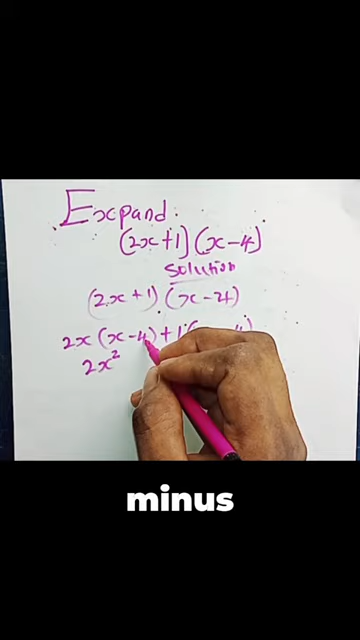 Expand.
(2x+1)(x-4)
Solution
(2x+1) (x-4)
2x(x-4)+1(
2x²
minus